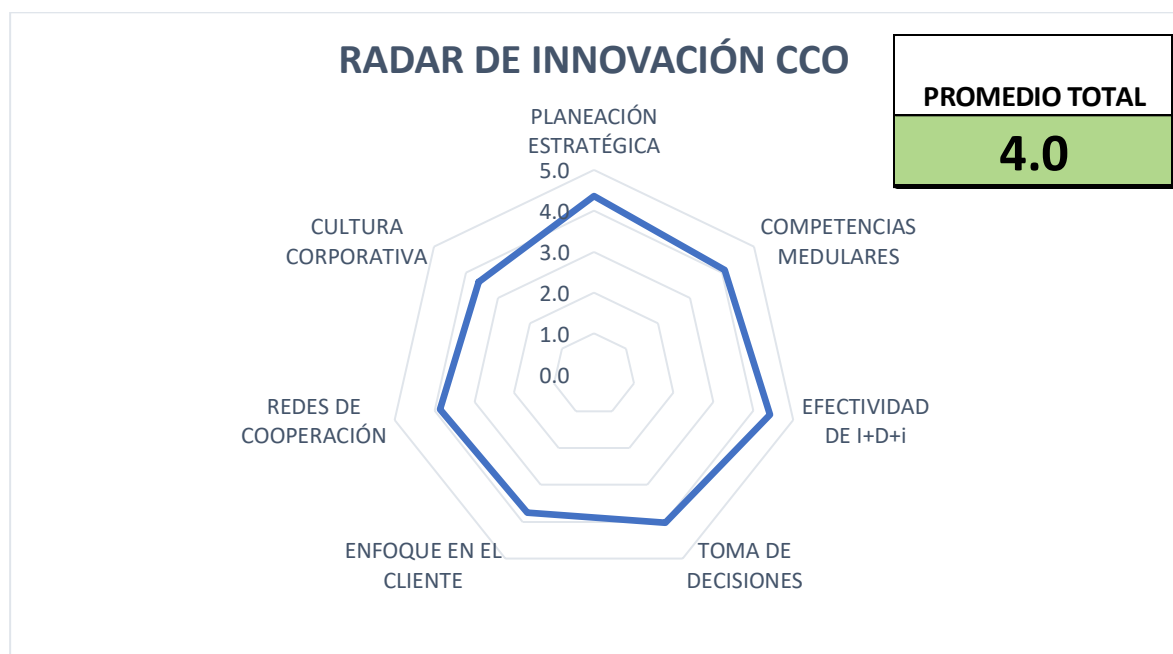 RADAR DE INNOVACIÓN CCO
PROMEDIO TOTAL
4.0
PLANEACIÓN
ESTRATÉGICA
COMPETENCIAS
MEDULARES
EFECTIVIDAD
DE I+D+i
TOMA DE
DECISIONES
ENFOQUE EN EL
CLIENTE
REDES DE
COOPERACIÓN
CULTURA
CORPORATIVA
5.0
4.0
3.0
2.0
1.0
0.0